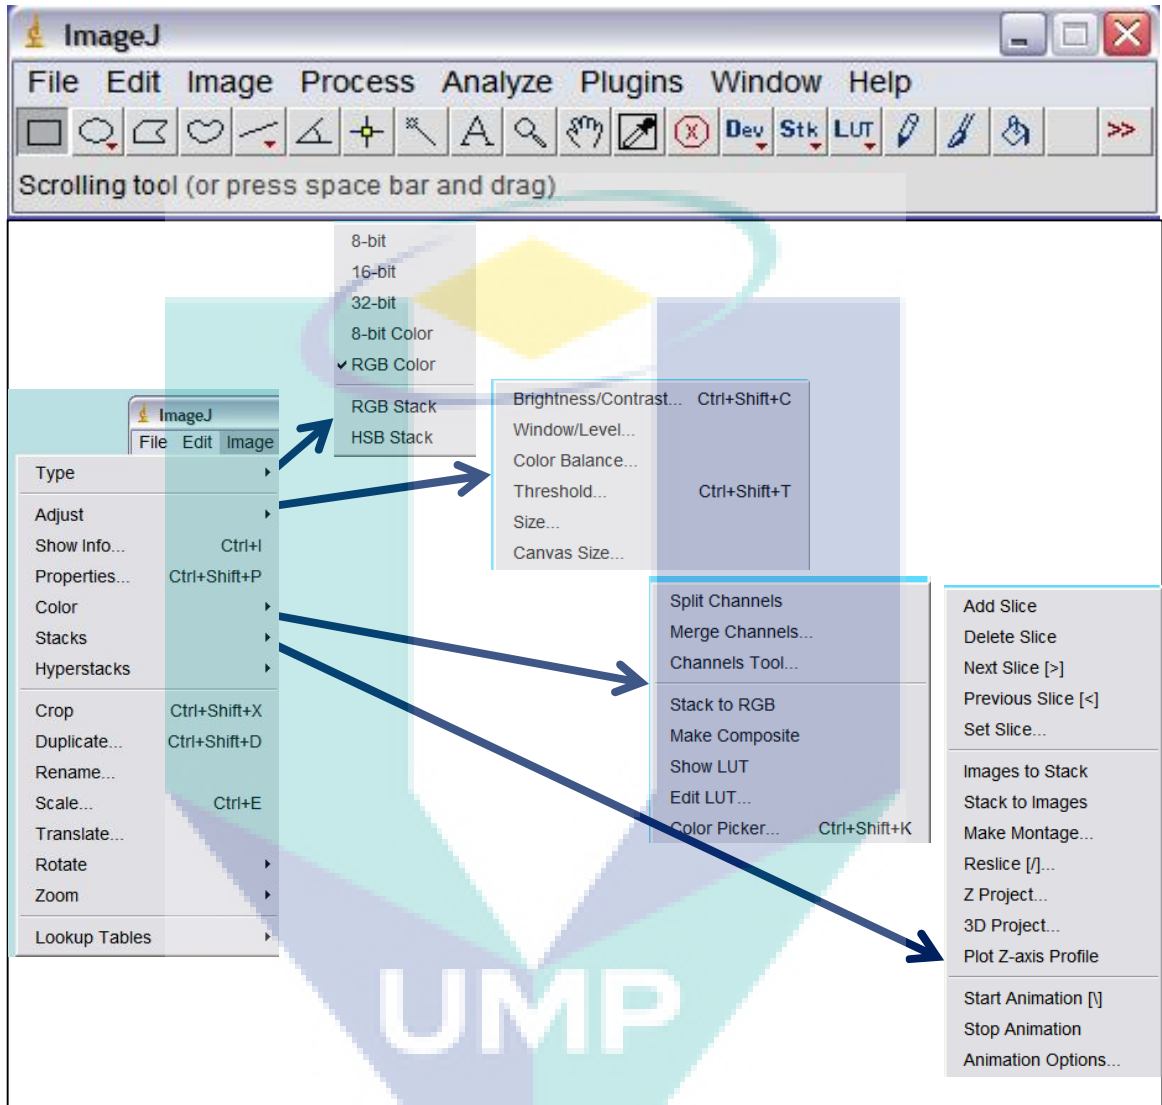 ImageJ
File Edit Image Process Analyze Plugins Window Help
A Dev Stk LUT >>
Scrolling tool (or press space bar and drag)
8-bit
16-bit
32-bit
8-bit Color
RGB Color
RGB Stack
HSB Stack
ImageJ
File Edit Image
Type
Adjust
Show Info... Ctrl+I
Properties... Ctrl+Shift+P
Color
Stacks
Hyperstacks
Crop Ctrl+Shift+X
Duplicate... Ctrl+Shift+D
Rename...
Scale... Ctrl+E
Translate...
Rotate
Zoom
Lookup Tables
Brightness/Contrast... Ctrl+Shift+C
Window/Level...
Color Balance...
Threshold... Ctrl+Shift+T
Size...
Canvas Size...
Split Channels
Merge Channels...
Channels Tool...
Stack to RGB
Make Composite
Show LUT
Edit LUT...
Color Picker... Ctrl+Shift+K
Add Slice
Delete Slice
Next Slice [>]
Previous Slice [<]
Set Slice...
Images to Stack
Stack to Images
Make Montage...
Reslice [/]...
Z Project...
3D Project...
Plot Z-axis Profile
Start Animation [\]
Stop Animation
Animation Options...
UMP